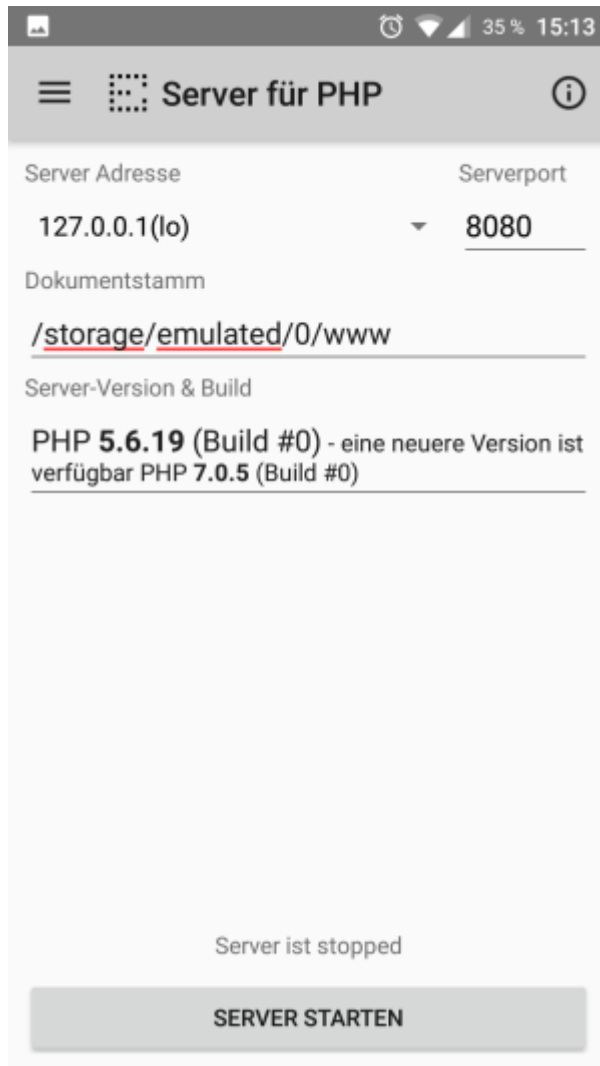 35 % 15:13
Server für PHP
Server Adresse Serverport
127.0.0.1(lo) 8080
Dokumentstamm
/storage/emulated/0/www
Server-Version & Build
PHP 5.6.19 (Build #0) - eine neuere Version ist
verfügbar PHP 7.0.5 (Build #0)
Server ist stopped
SERVER STARTEN